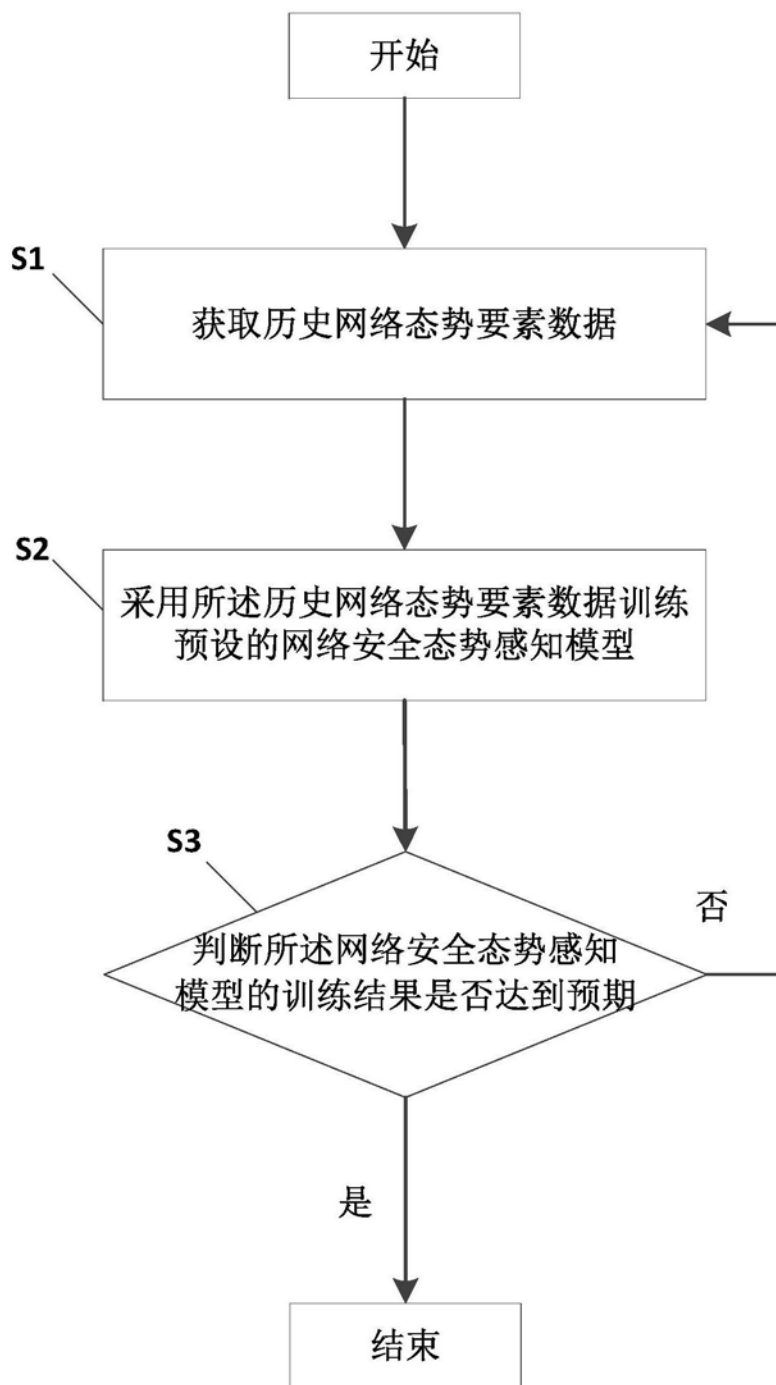 开始
S1
获取历史网络态势要素数据
S2
采用所述历史网络态势要素数据训练
预设的网络安全态势感知模型
S3
判断所述网络安全态势感知
模型的训练结果是否达到预期
否
是
结束